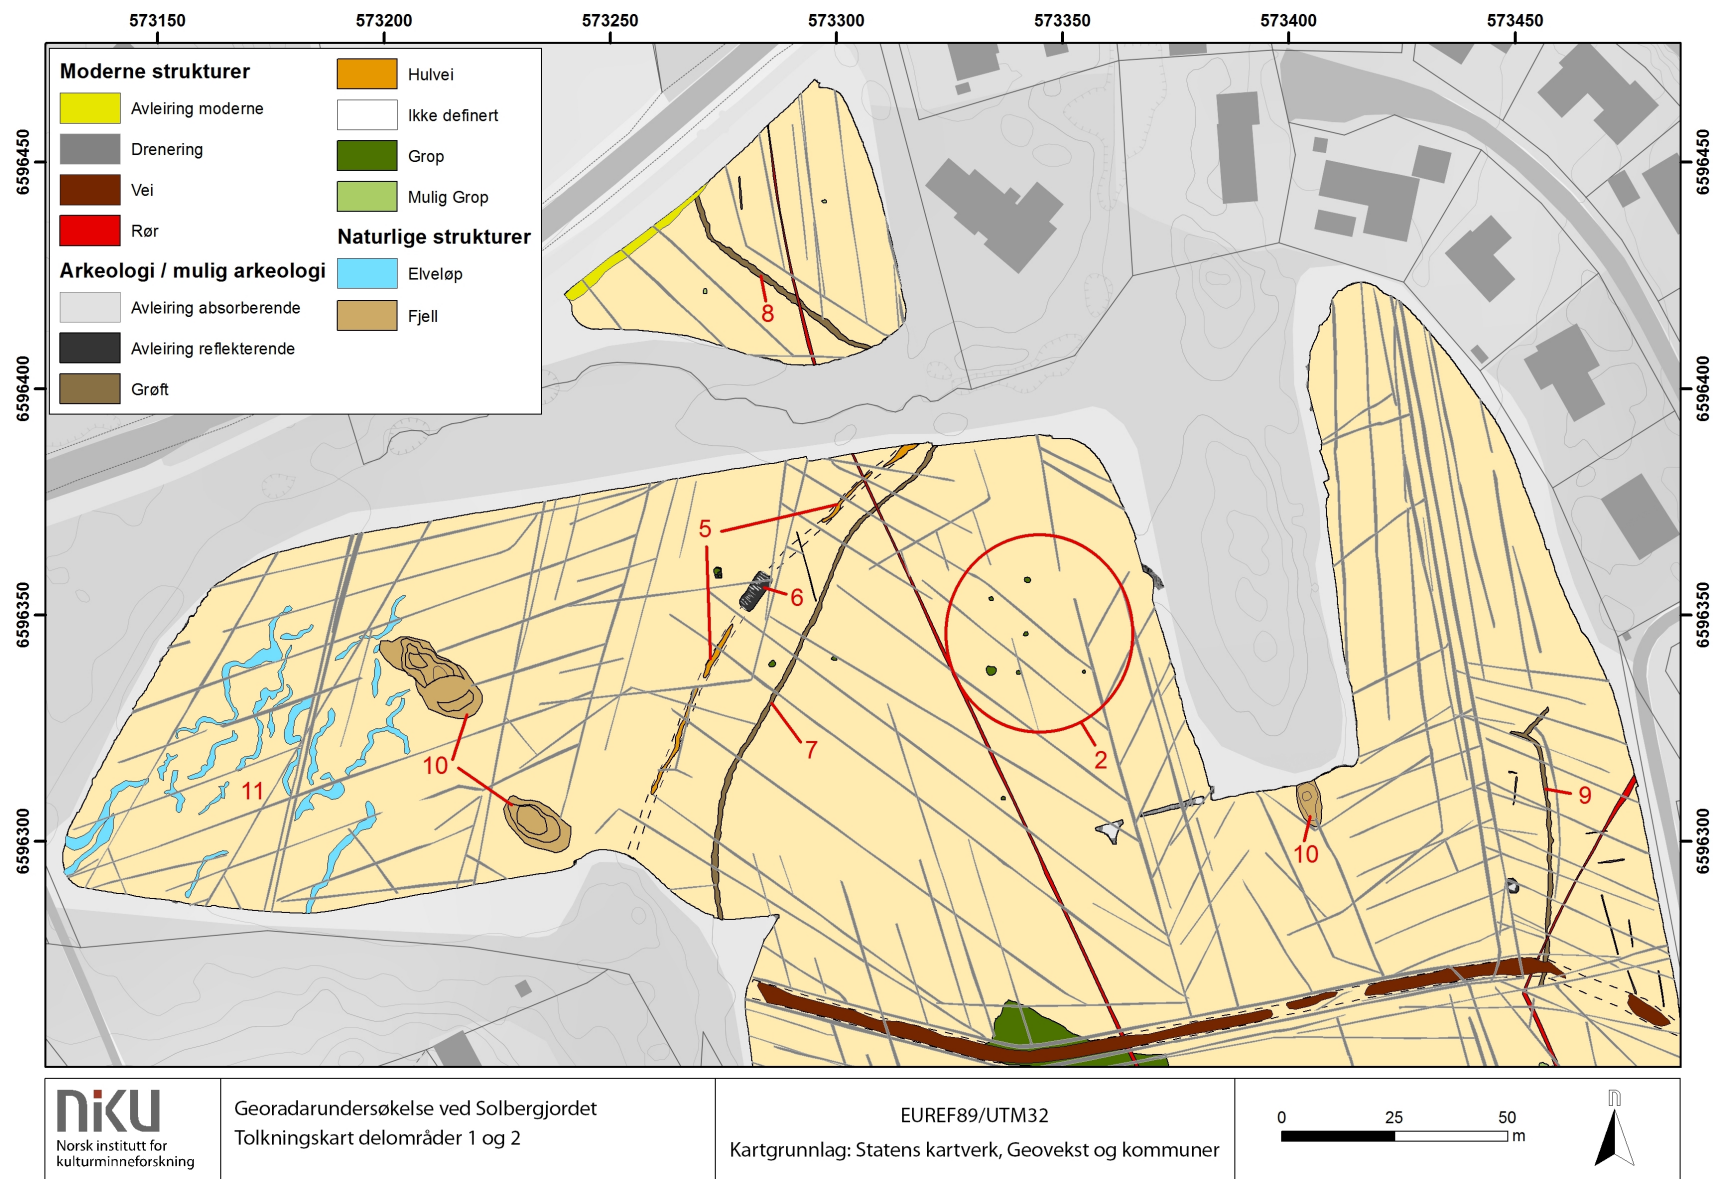 573150
573200
573250
573300
573350
573400
573450
6596450
6596400
6596350
6596300
6596450
6596400
6596350
6596300
Moderne strukturer
Avleiring moderne
Drenering
Vei
Rør
Arkeologi / mulig arkeologi
Avleiring absorberende
Avleiring reflekterende
Grøft
Hulvei
Ikke definert
Grop
Mulig Grop
Naturlige strukturer
Elveløp
Fjell
8
5
6
7
2
10
11
9
10
niKU
Norsk institutt for
kulturminneforskning
Georadarundersøkelse ved Solbergjordet
Tolkningskart delområder 1 og 2
EUREF89/UTM32
Kartgrunnlag: Statens kartverk, Geovekst og kommuner
0
25
50
m
n